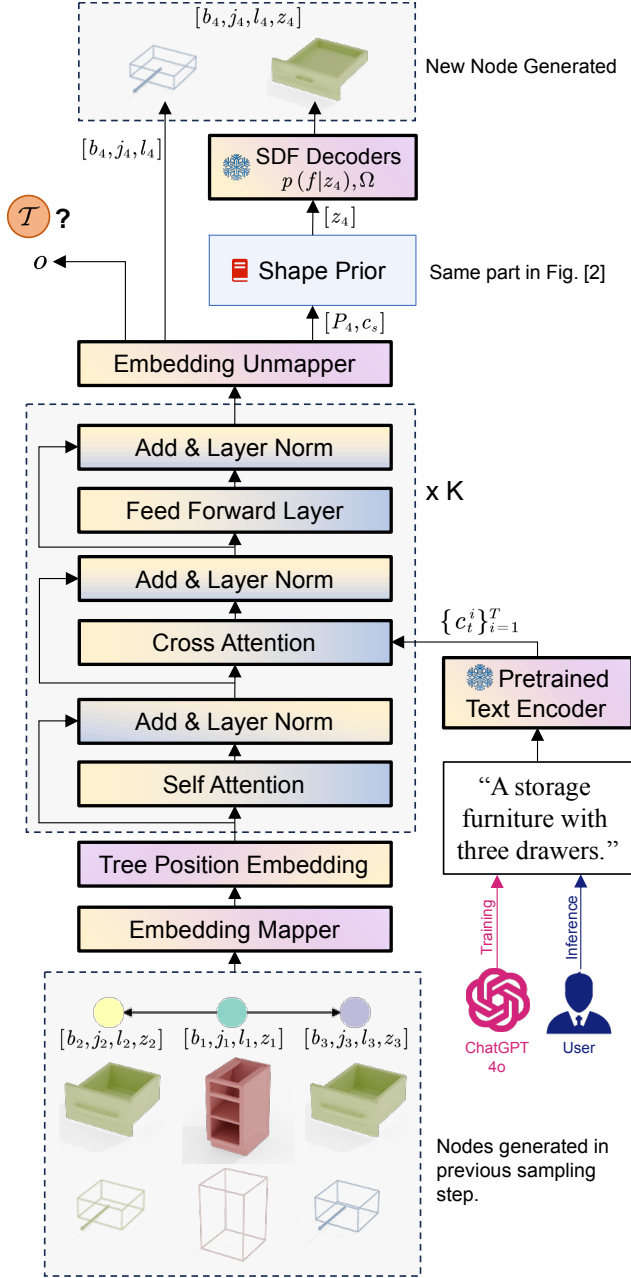 [b₄, j₄, l₄, z₄]
New Node Generated
[b₄, j₄, l₄]
SDF Decoders
p (f|z₄), Ω
[z₄]
𝒯 ?
o
Shape Prior
Same part in Fig. [2]
[P₄, cₛ]
Embedding Unmapper
Add & Layer Norm
x K
Feed Forward Layer
Add & Layer Norm
{cₜⁱ}ᵢ₌₁ᵀ
Cross Attention
Pretrained
Text Encoder
Add & Layer Norm
Self Attention
“A storage
furniture with
three drawers.”
Tree Position Embedding
Embedding Mapper
Training
Inference
ChatGPT
4o
User
[b₂, j₂, l₂, z₂]
[b₁, j₁, l₁, z₁]
[b₃, j₃, l₃, z₃]
Nodes generated in
previous sampling
step.